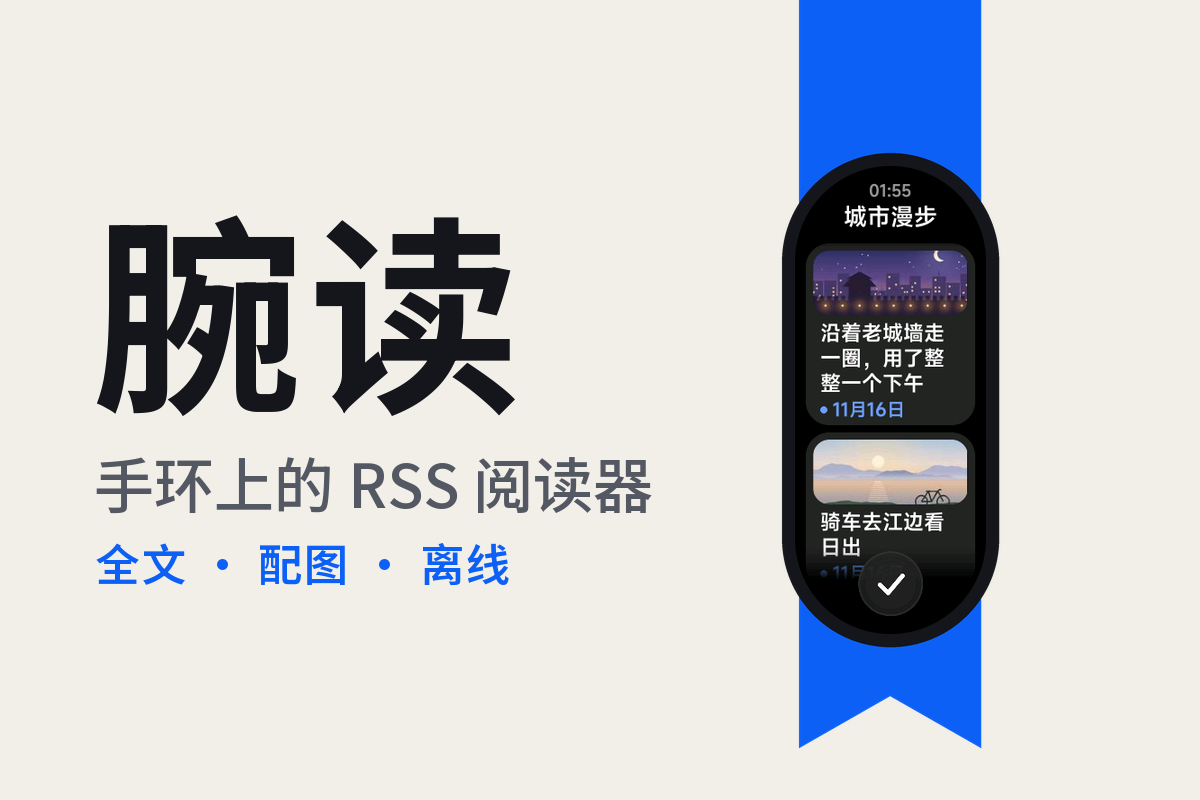 腕读
手环上的 RSS 阅读器
全文 · 配图 · 离线
01:55
城市漫步
沿着老城墙走
一圈，用了整
整一个下午
11月16日
骑车去江边看
日出